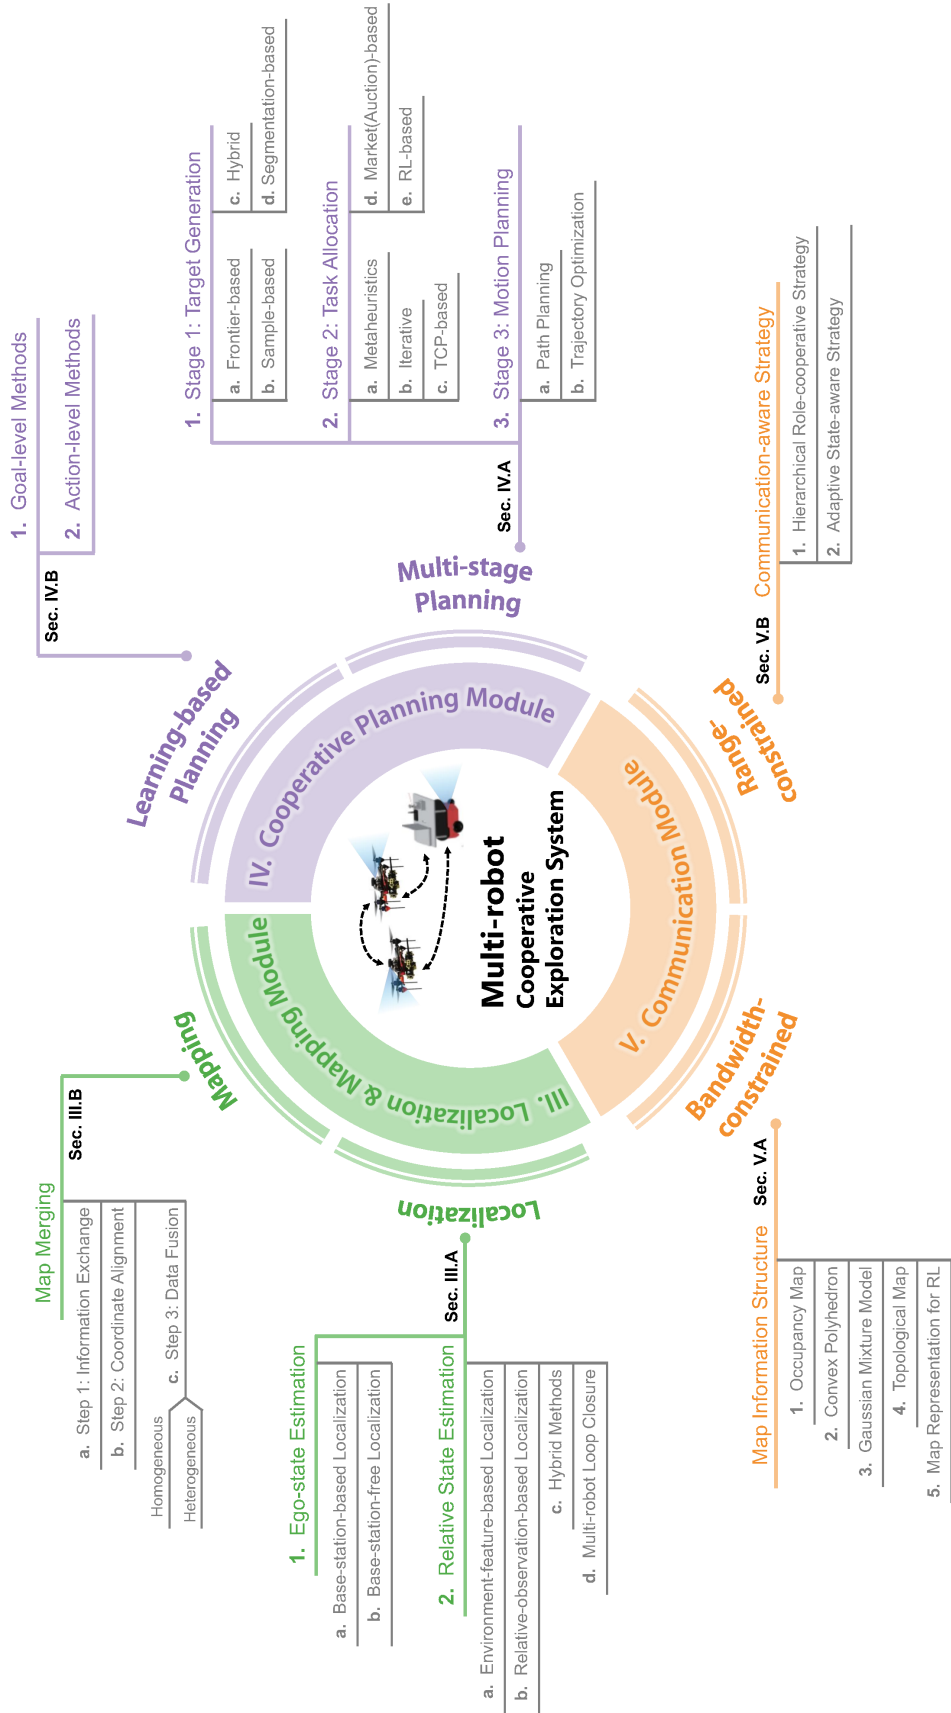 Multi-robot
Cooperative
Exploration System
III. Localization & Mapping Module
Mapping
Sec. III.B
Map Merging
a. Step 1: Information Exchange
b. Step 2: Coordinate Alignment
c. Step 3: Data Fusion
Homogeneous
Heterogeneous
Localization
Sec. III.A
1. Ego-state Estimation
a. Base-station-based Localization
b. Base-station-free Localization
2. Relative State Estimation
a. Environment-feature-based Localization
b. Relative-observation-based Localization
c. Hybrid Methods
d. Multi-robot Loop Closure
IV. Cooperative Planning Module
Learning-based
Planning
Sec. IV.B
1. Goal-level Methods
2. Action-level Methods
Multi-stage
Planning
Sec. IV.A
1. Stage 1: Target Generation
a. Frontier-based
b. Sample-based
c. Hybrid
d. Segmentation-based
2. Stage 2: Task Allocation
a. Metaheuristics
b. Iterative
c. TCP-based
d. Market(Auction)-based
e. RL-based
3. Stage 3: Motion Planning
a. Path Planning
b. Trajectory Optimization
V. Communication Module
Bandwidth-
constrained
Sec. V.A
Map Information Structure
1. Occupancy Map
2. Convex Polyhedron
3. Gaussian Mixture Model
4. Topological Map
5. Map Representation for RL
Range-
constrained
Sec. V.B
Communication-aware Strategy
1. Hierarchical Role-cooperative Strategy
2. Adaptive State-aware Strategy